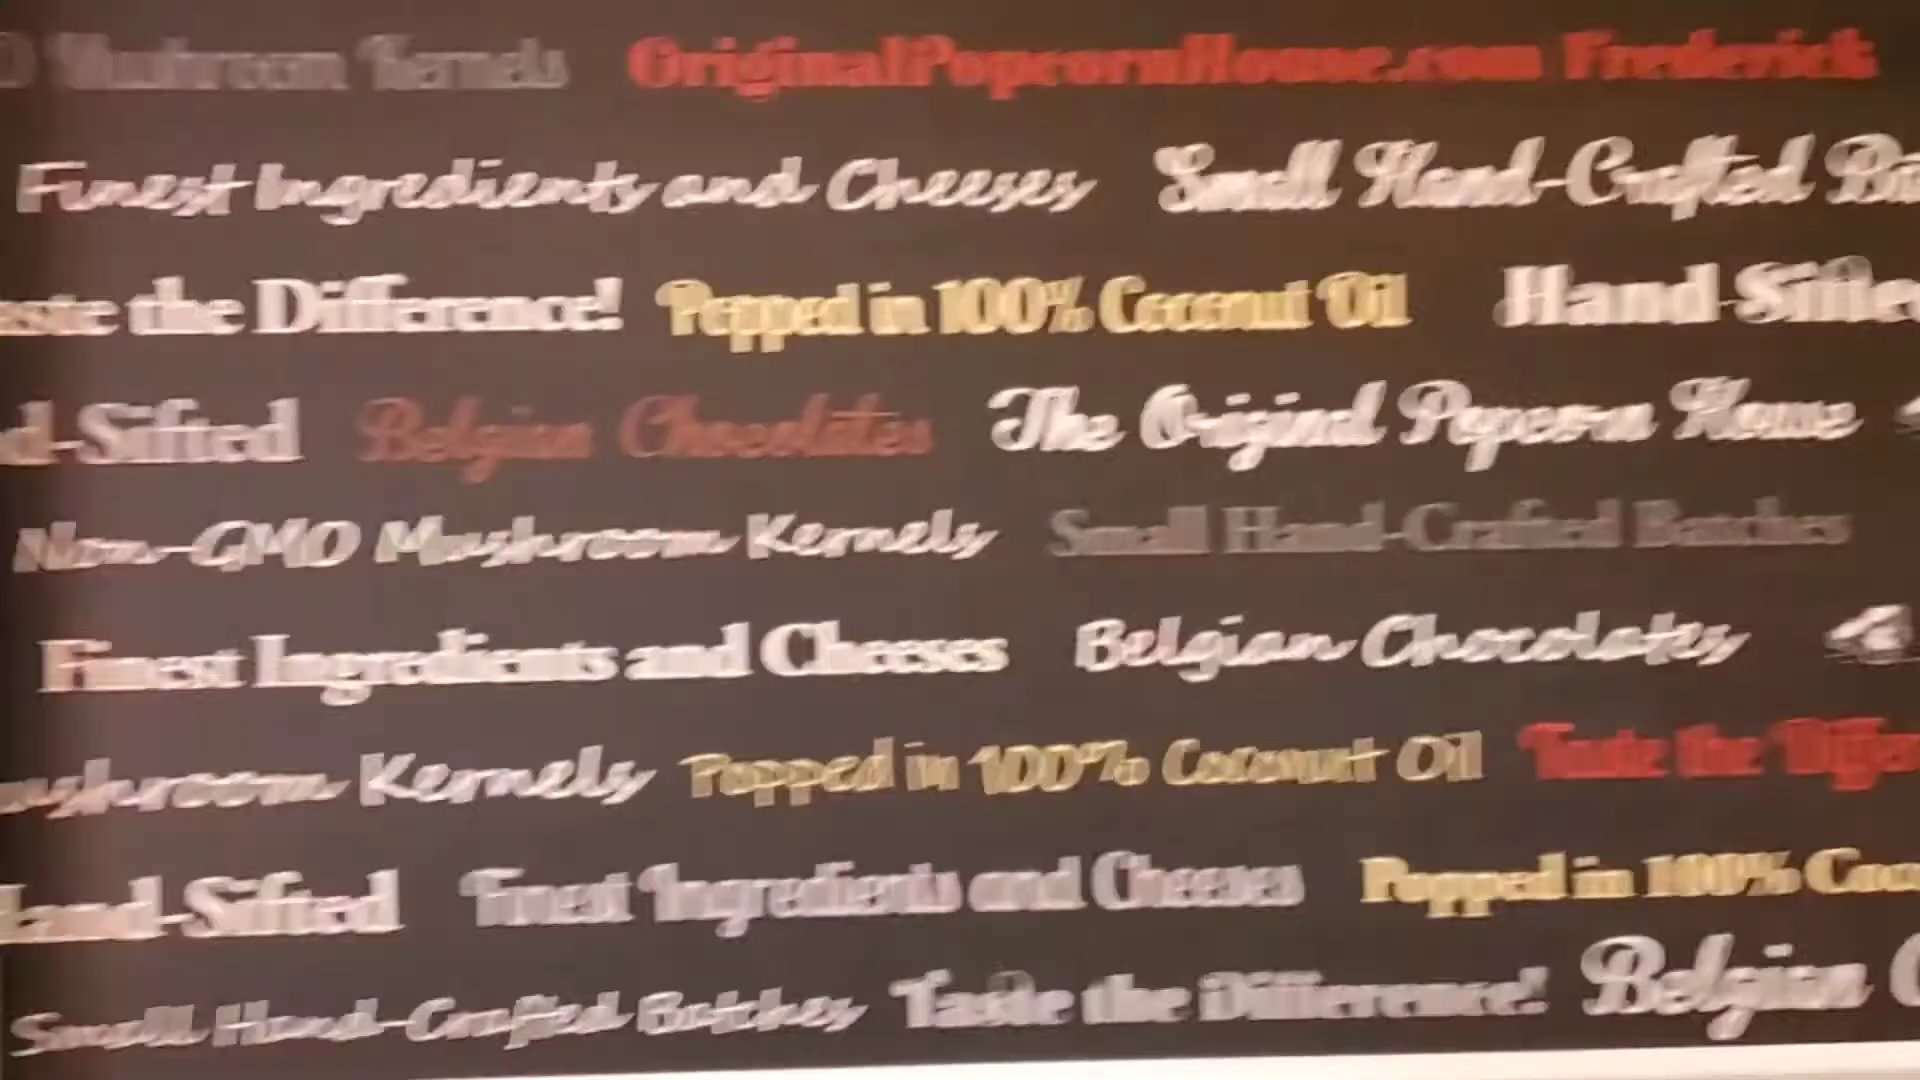 Mushroom Kernels OriginalPopcornHouse.com Frederick
Finest Ingredients and Cheeses Small Hand-Crafted
the Difference! Popped in 100% Coconut Oil Hand-Sifted
d-Sifted Belgian Chocolates The Original Popcorn House
Non-GMO Mushroom Kernels Small Hand-Crafted Batches
Finest Ingredients and Cheeses Belgian Chocolates
ushroom Kernels Popped in 100% Coconut Oil Taste the Differ
Hand-Sifted Finest Ingredients and Cheeses Popped in 100% Coco
Small Hand-Crafted Batches Taste the Difference! Belgian